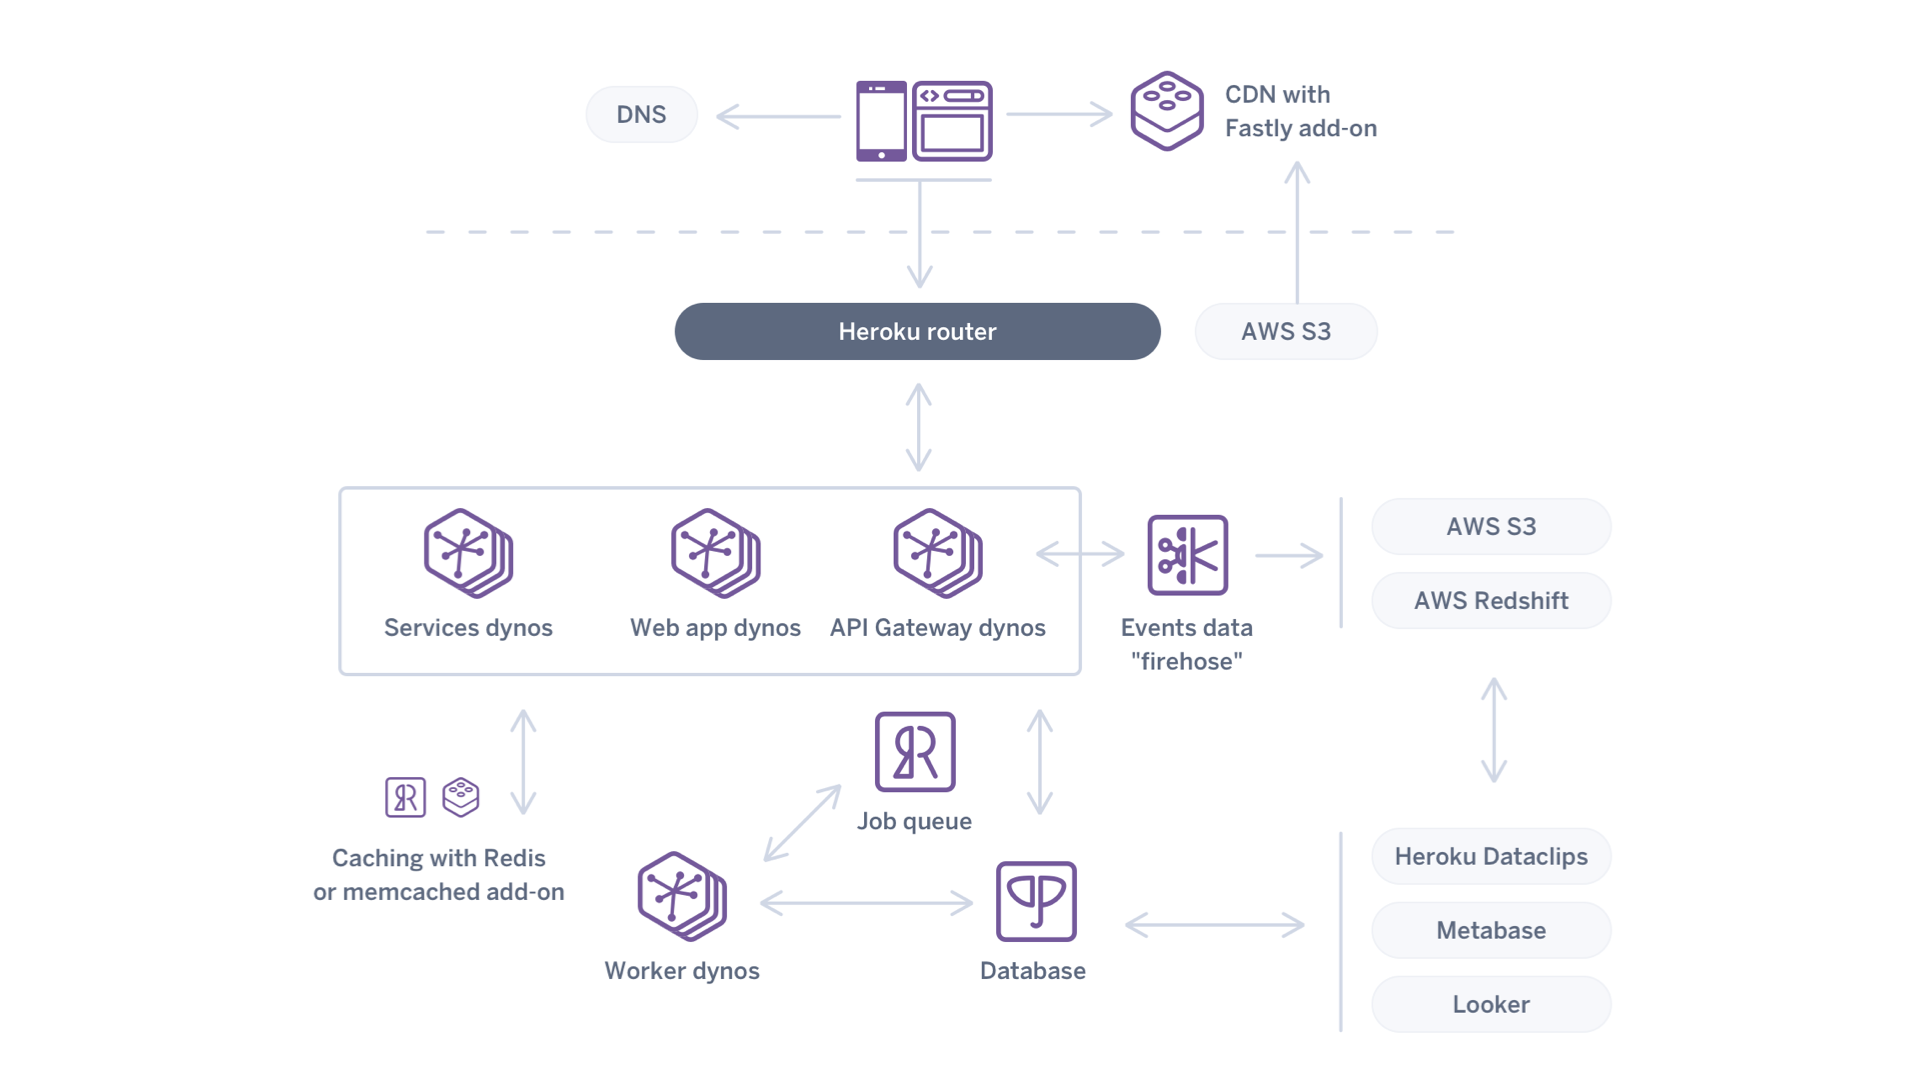 DNS
CDN with
Fastly add-on
Heroku router
AWS S3
Services dynos
Web app dynos
API Gateway dynos
Events data
"firehose"
AWS S3
AWS Redshift
Job queue
Caching with Redis
or memcached add-on
Worker dynos
Database
Heroku Dataclips
Metabase
Looker